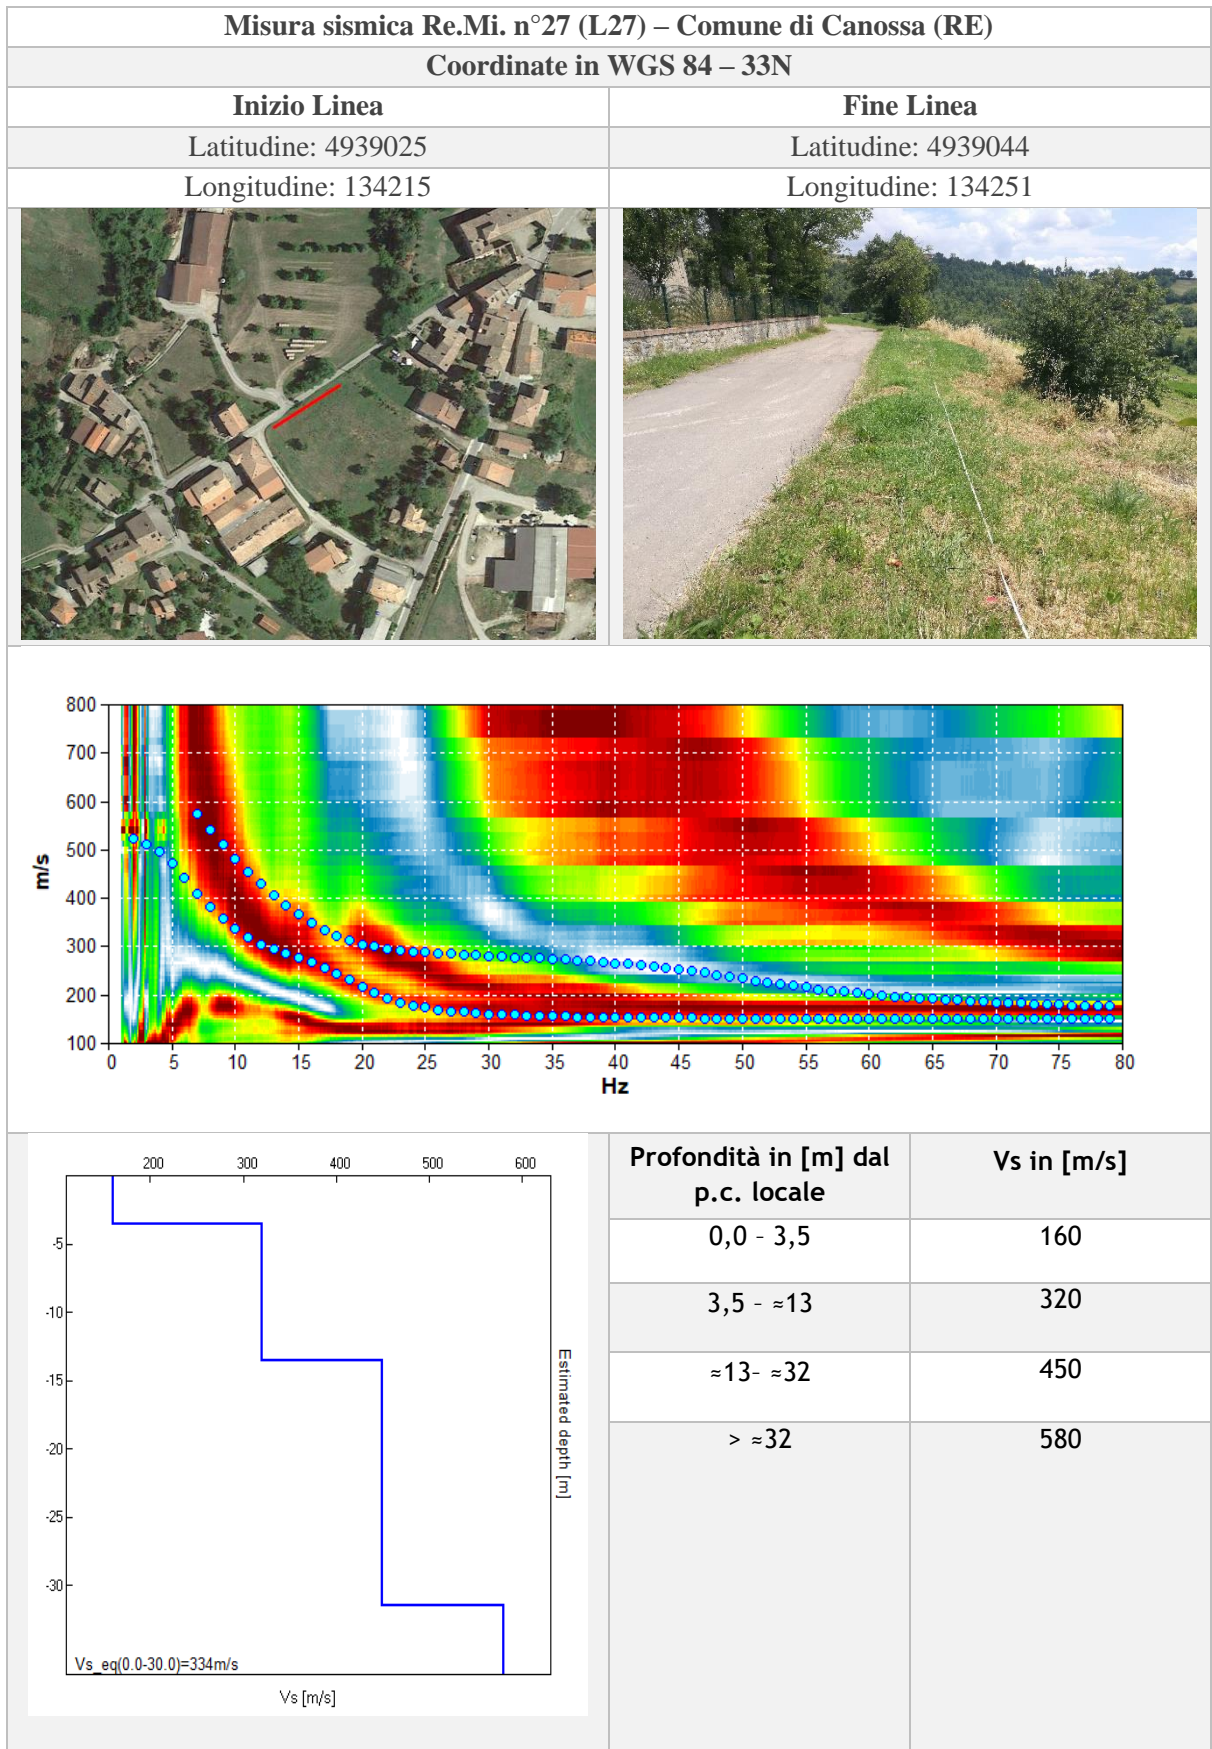 Misura sismica Re.Mi. n°27 (L27) – Comune di Canossa (RE)
Coordinate in WGS 84 – 33N
Inizio Linea
Fine Linea
Latitudine: 4939025
Latitudine: 4939044
Longitudine: 134215
Longitudine: 134251
800
700
600
500
400
300
200
100
m/s
0 5 10 15 20 25 30 35 40 45 50 55 60 65 70 75 80
Hz
200 300 400 500 600
-5
-10
-15
-20
-25
-30
Estimated depth [m]
Vs_eq(0.0-30.0)=334m/s
Vs [m/s]
Profondità in [m] dal
p.c. locale
Vs in [m/s]
0,0 – 3,5
160
3,5 – ≈13
320
≈13– ≈32
450
> ≈32
580